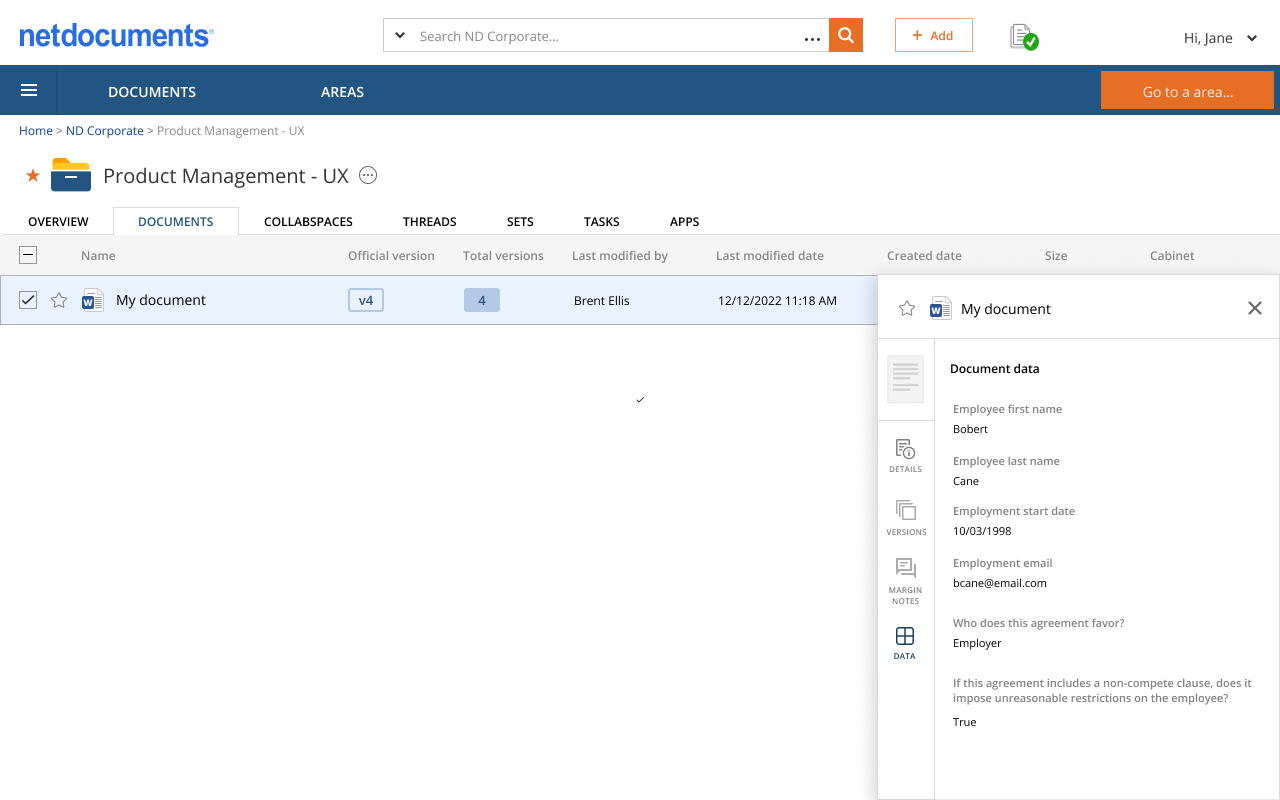 netdocuments®
Search ND Corporate...
...
+ Add
Hi, Jane
DOCUMENTS
AREAS
Go to a area...
Home > ND Corporate > Product Management - UX
Product Management - UX
OVERVIEW
DOCUMENTS
COLLABSPACES
THREADS
SETS
TASKS
APPS
Name
Official version
Total versions
Last modified by
Last modified date
Created date
Size
Cabinet
W
My document
v4
4
Brent Ellis
12/12/2022 11:18 AM
W
My document
DETAILS
VERSIONS
MARGIN
NOTES
DATA
Document data
Employee first name
Bobert
Employee last name
Cane
Employment start date
10/03/1998
Employment email
bcane@email.com
Who does this agreement favor?
Employer
If this agreement includes a non-compete clause, does it
impose unreasonable restrictions on the employee?
True